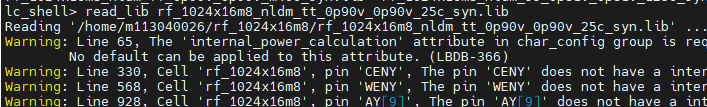 lc_shell> read_lib rf_1024x16m8_nldm_tt_0p90v_0p90v_25c_syn.lib
Reading '/home/m113040026/rf_1024x16m8/rf_1024x16m8_nldm_tt_0p90v_0p90v_25c_syn.lib' ...
Warning: Line 65, The 'internal_power_calculation' attribute in char_config group is req
No default can be applied to this attribute. (LBDB-366)
Warning: Line 330, Cell 'rf_1024x16m8', pin 'CENY', The pin 'CENY' does not have a inter
Warning: Line 568, Cell 'rf_1024x16m8', pin 'WENY', The pin 'WENY' does not have a inter
Warning: Line 928, Cell 'rf_1024x16m8', pin 'AY[9]', The pin 'AY[9]' does not have a int